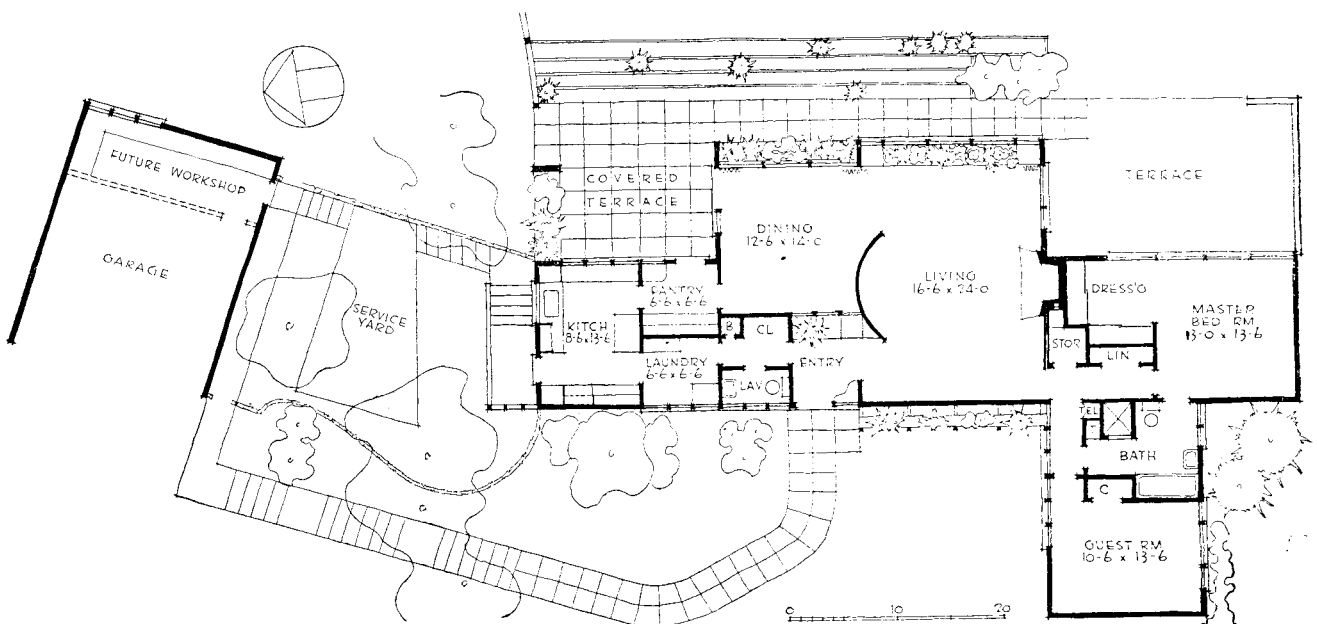 FUTURE WORKSHOP
GARAGE
SERVICE
YARD
COVERED
TERRACE
TERRACE
DINING
12-6 x 14-0
LIVING
16-6 x 24-0
PANTRY
6-6 x 6-6
KITCH
8-6 x 13-6
LAUNDRY
6-6 x 6-6
B
CL
LAV
ENTRY
DRESS'G
MASTER
BED RM
13-0 x 13-6
STOR
LIN
TEL
BATH
C
GUEST RM
10-6 x 13-6
0 10 20